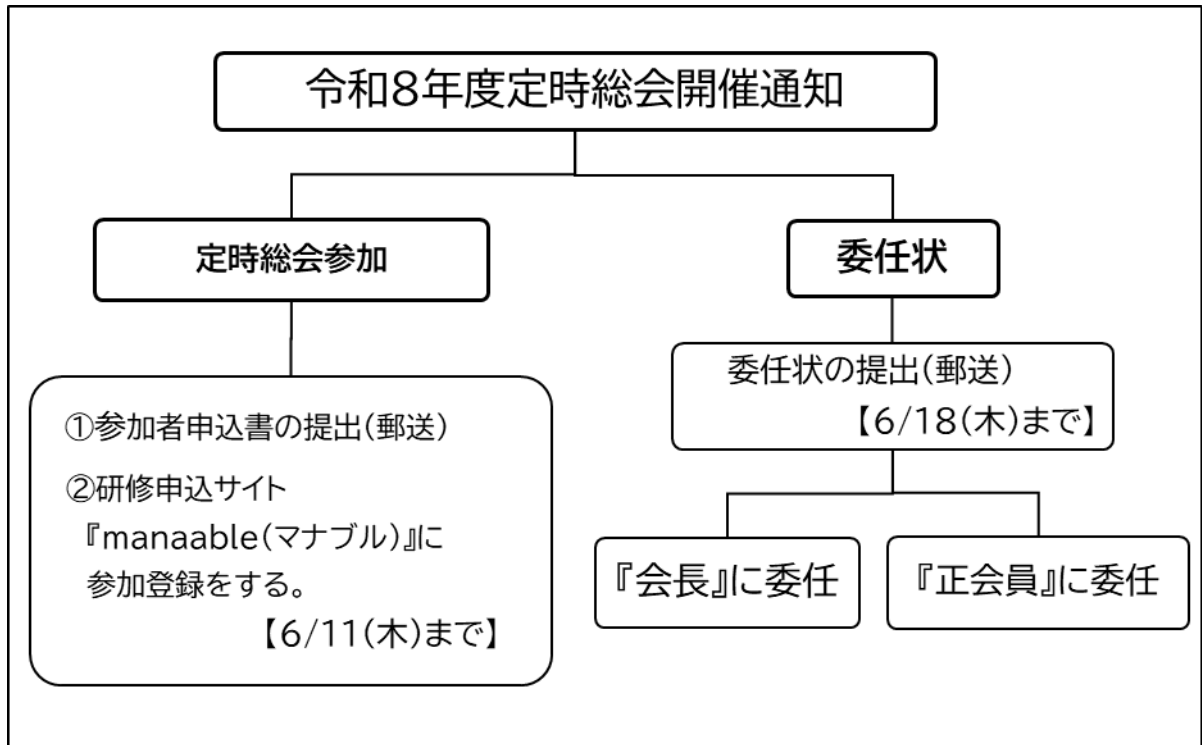 令和8年度定時総会開催通知
定時総会参加
①参加者申込書の提出(郵送)
②研修申込サイト
『manaable(マナブル)』に
参加登録をする。
【6/11(木)まで】
委任状
委任状の提出(郵送)
【6/18(木)まで】
『会長』に委任
『正会員』に委任